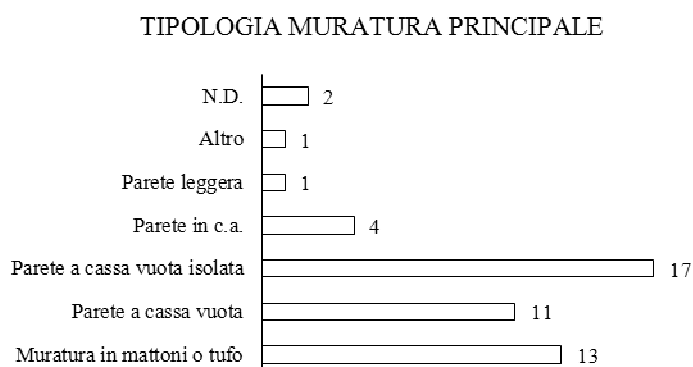 TIPOLOGIA MURATURA PRINCIPALE
N.D. 2
Altro 1
Parete leggera 1
Parete in c.a. 4
Parete a cassa vuota isolata 17
Parete a cassa vuota 11
Muratura in mattoni o tufo 13